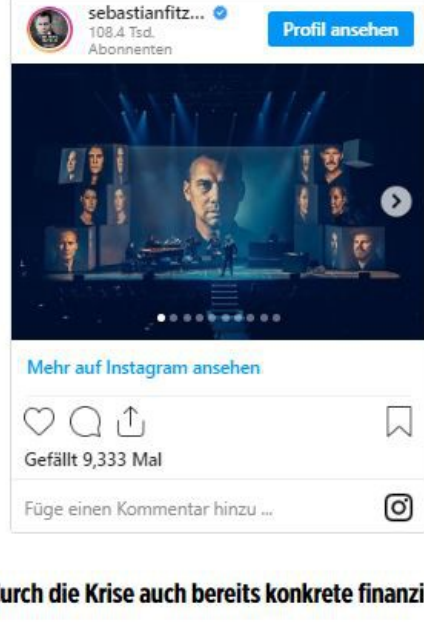 sebastianfitz...
108.4 Tsd.
Abonnenten
Profil ansehen
Mehr auf Instagram ansehen
Gefällt 9,333 Mal
Füge einen Kommentar hinzu ...
durch die Krise auch bereits konkrete finanzi